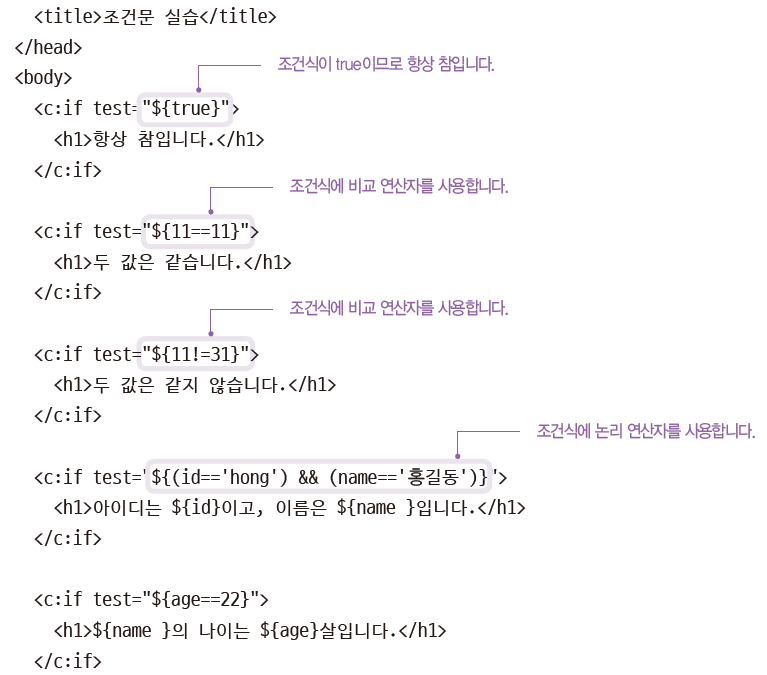 <title>조건문 실습</title>
</head>
<body>
조건식이 true이므로 항상 참입니다.
<c:if test="${true}">
<h1>항상 참입니다.</h1>
</c:if>
조건식에 비교 연산자를 사용합니다.
<c:if test="${11==11}">
<h1>두 값은 같습니다.</h1>
</c:if>
조건식에 비교 연산자를 사용합니다.
<c:if test="${11!=31}">
<h1>두 값은 같지 않습니다.</h1>
</c:if>
조건식에 논리 연산자를 사용합니다.
<c:if test="${(id=='hong') && (name=='홍길동')}">
<h1>아이디는 ${id}이고, 이름은 ${name }입니다.</h1>
</c:if>
<c:if test="${age==22}">
<h1>${name }의 나이는 ${age}살입니다.</h1>
</c:if>